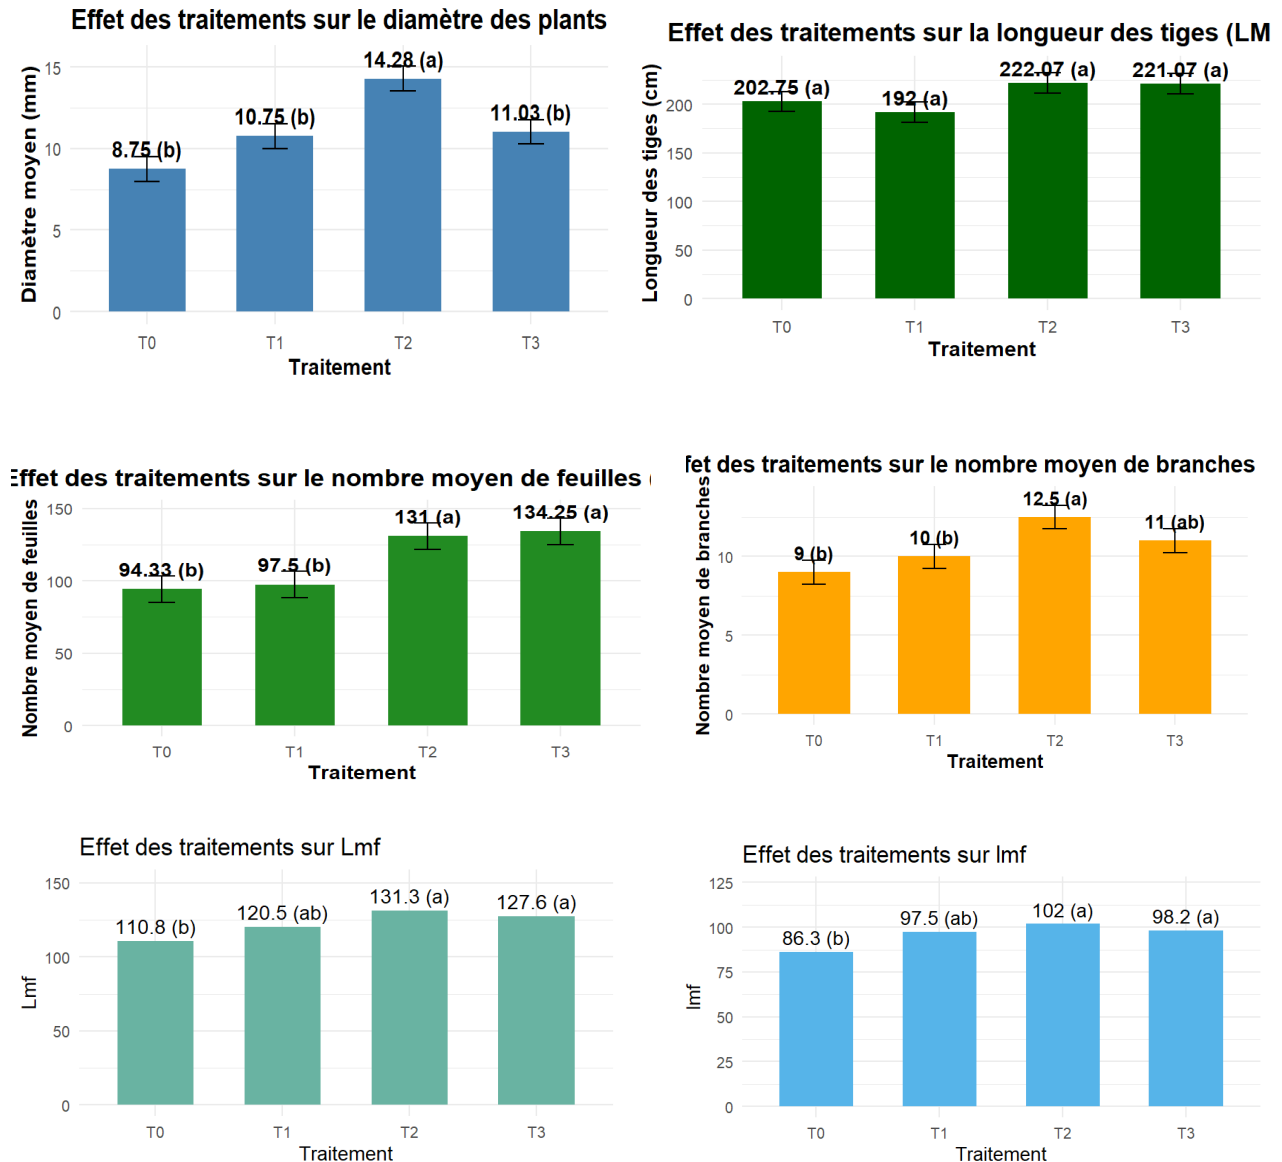 Effet des traitements sur le diamètre des plants
Diamètre moyen (mm)
15
10
5
0
8.75 (b)
10.75 (b)
14.28 (a)
11.03 (b)
T0 T1 T2 T3
Traitement
Effet des traitements sur la longueur des tiges (LM
Longueur des tiges (cm)
200
150
100
50
0
202.75 (a)
192 (a)
222.07 (a)
221.07 (a)
T0 T1 T2 T3
Traitement
Effet des traitements sur le nombre moyen de feuilles (
Nombre moyen de feuilles
150
100
50
0
94.33 (b)
97.5 (b)
131 (a)
134.25 (a)
T0 T1 T2 T3
Traitement
fet des traitements sur le nombre moyen de branches
Nombre moyen de branches
10
5
0
9 (b)
10 (b)
12.5 (a)
11 (ab)
T0 T1 T2 T3
Traitement
Effet des traitements sur Lmf
Lmf
150
100
50
0
110.8 (b)
120.5 (ab)
131.3 (a)
127.6 (a)
T0 T1 T2 T3
Traitement
Effet des traitements sur lmf
lmf
125
100
75
50
25
0
86.3 (b)
97.5 (ab)
102 (a)
98.2 (a)
T0 T1 T2 T3
Traitement